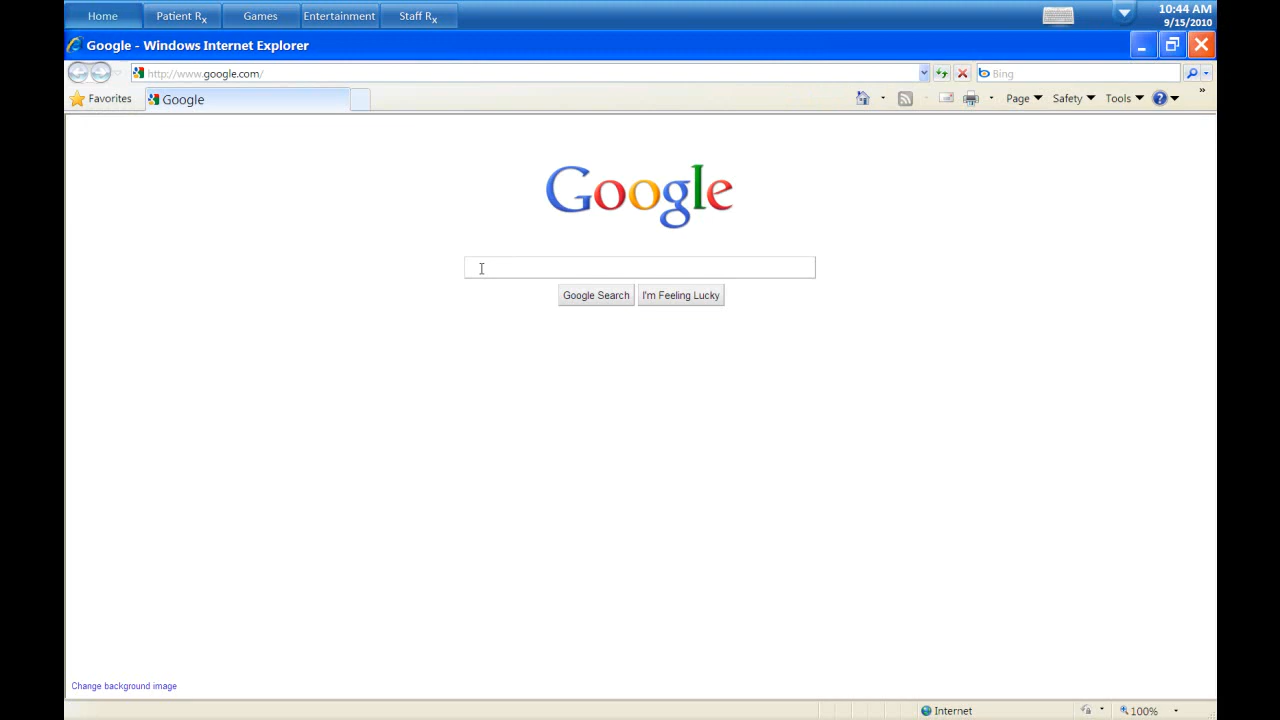 Home Patient Rx Games Entertainment Staff Rx 10:44 AM
9/15/2010
Google - Windows Internet Explorer
http://www.google.com/ Bing
Favorites Google Page Safety Tools
Google
Google Search I'm Feeling Lucky
Change background image
Internet 100%